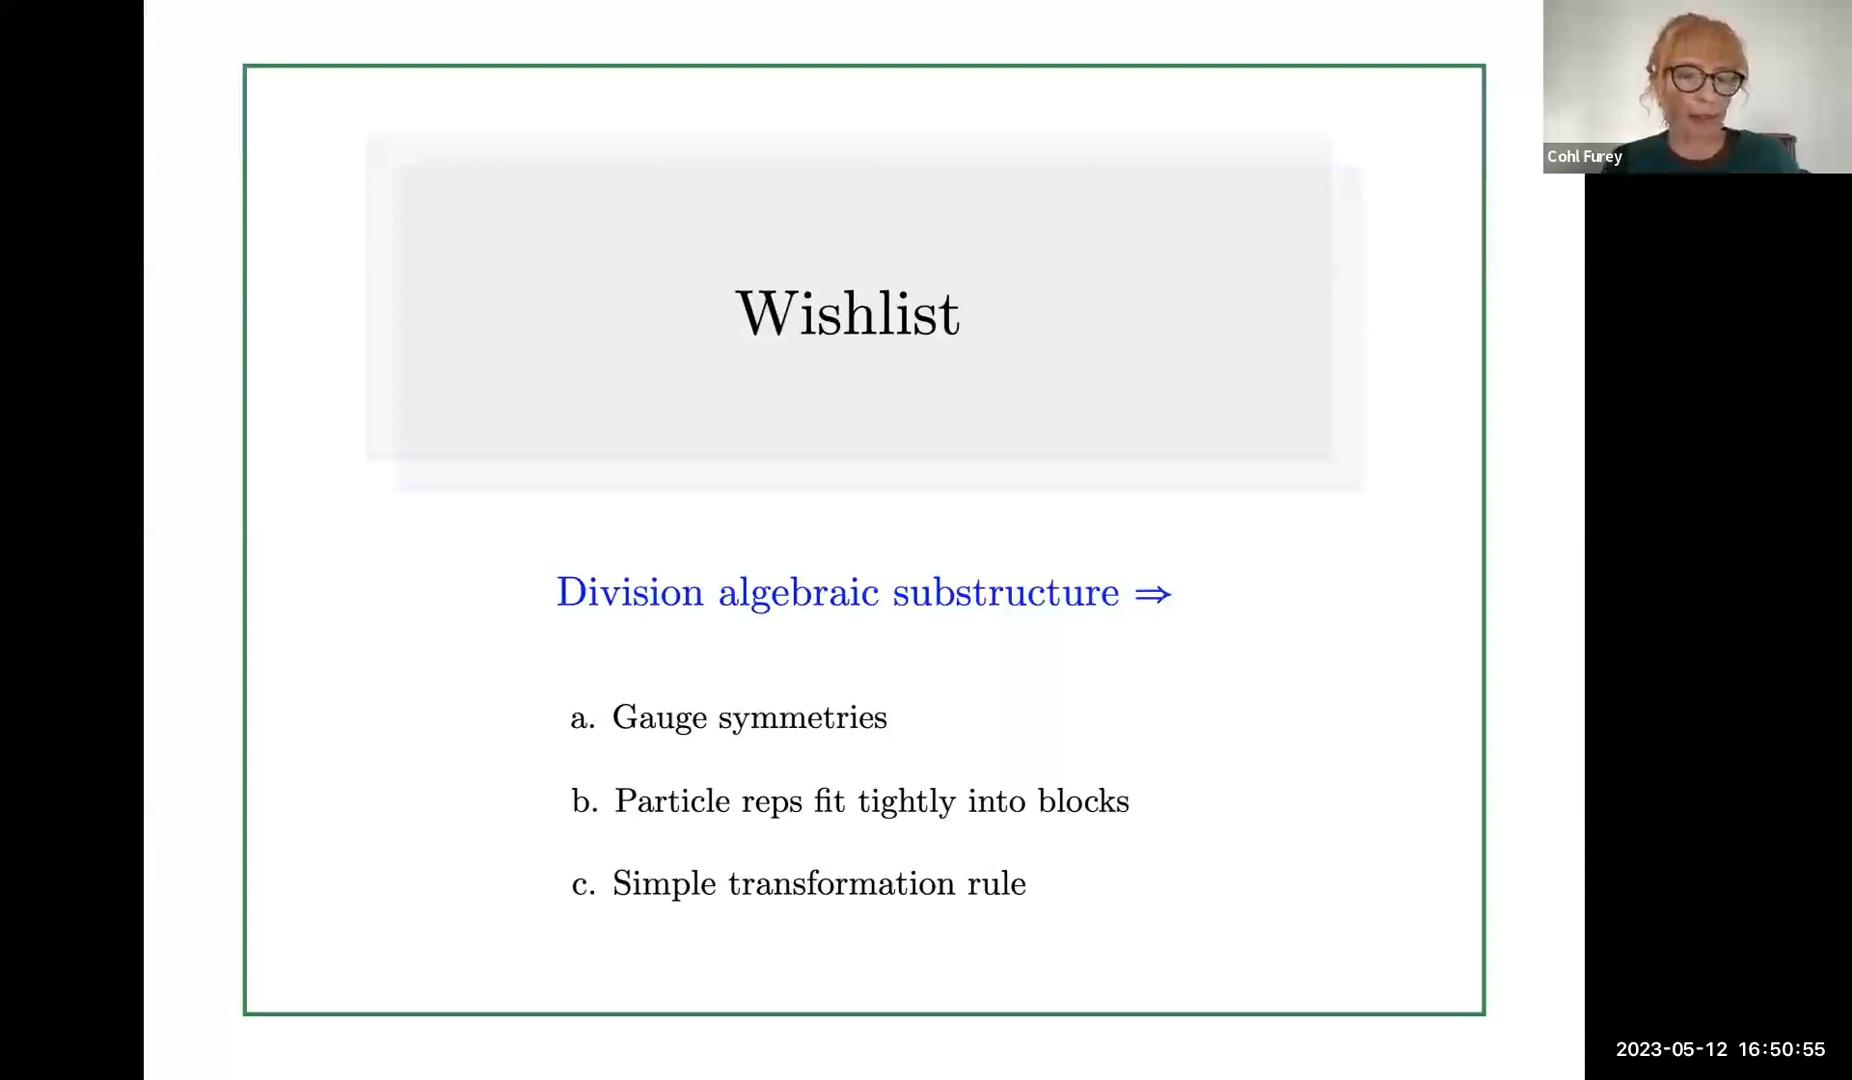 Cohl Furey
Wishlist
Division algebraic substructure ⇒
a. Gauge symmetries
b. Particle reps fit tightly into blocks
c. Simple transformation rule
2023-05-12 16:50:55